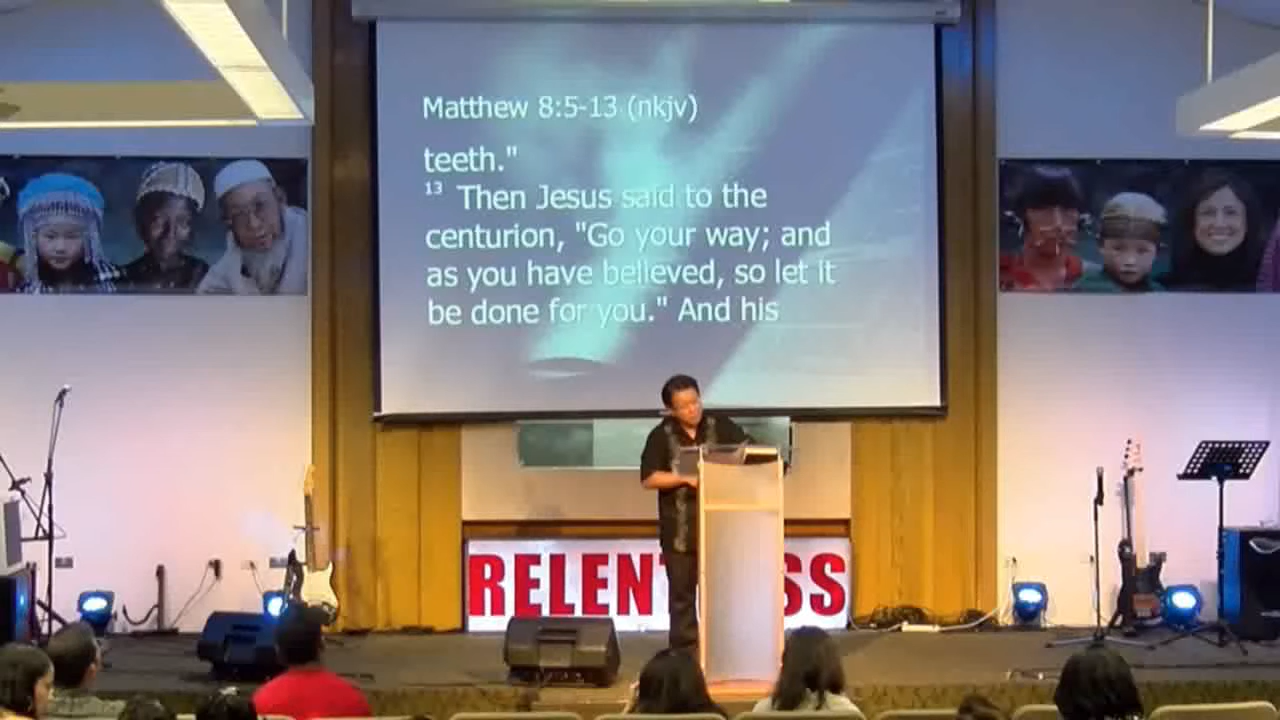 Matthew 8:5-13 (nkjv)
teeth."
13 Then Jesus said to the
centurion, "Go your way; and
as you have believed, so let it
be done for you." And his
RELENT SS